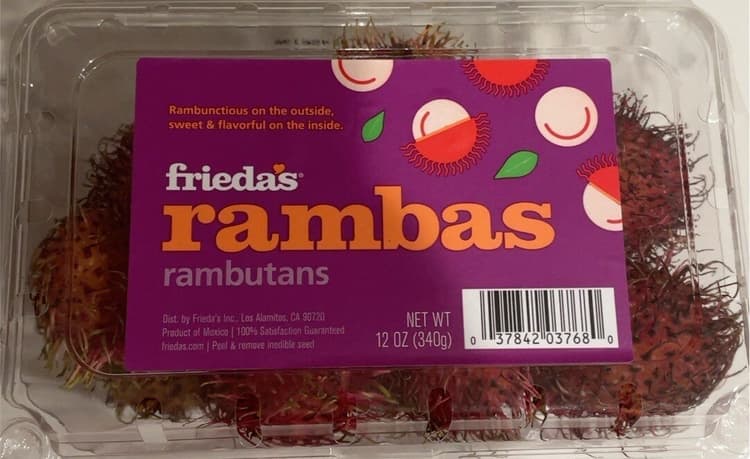 Rambunctious on the outside,
sweet & flavorful on the inside.
frieda's®
rambas
rambutans
Dist. by Frieda's Inc., Los Alamitos, CA 90720
Product of Mexico | 100% Satisfaction Guaranteed
friedas.com | Peel & remove inedible seed
NET WT
12 OZ (340g)
0 37842 03768 0